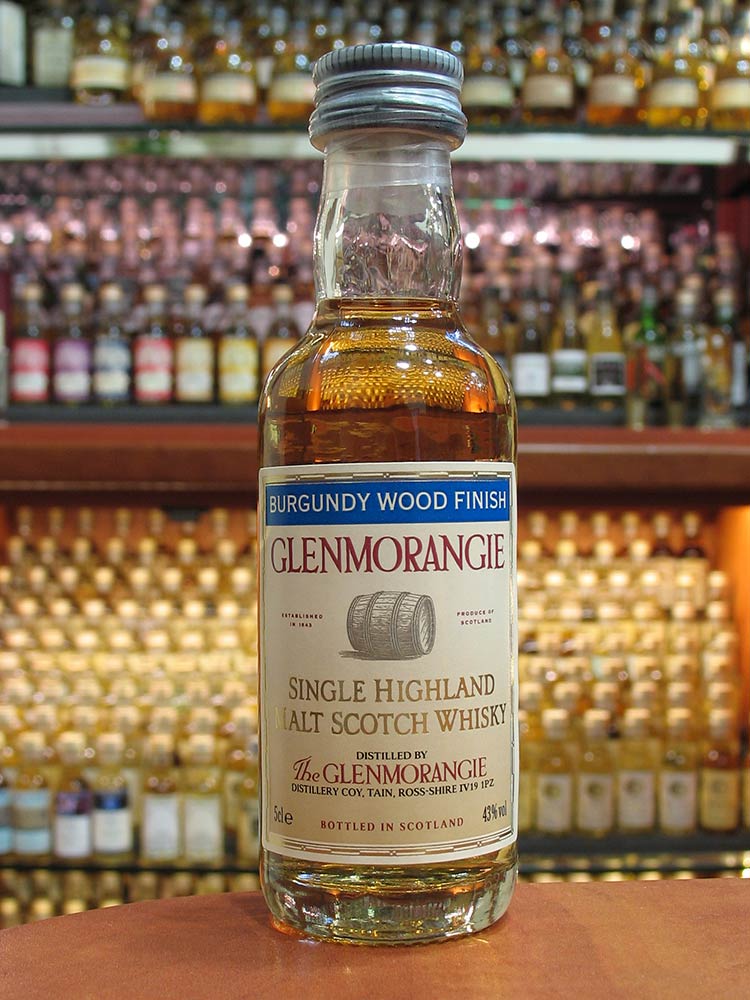 BURGUNDY WOOD FINISH
GLENMORANGIE
ESTABLISHED
IN 1843
PRODUCE OF
SCOTLAND
SINGLE HIGHLAND
MALT SCOTCH WHISKY
DISTILLED BY
The GLENMORANGIE
DISTILLERY COY, TAIN, ROSS-SHIRE IV19 1PZ
5cl e 43% vol
BOTTLED IN SCOTLAND